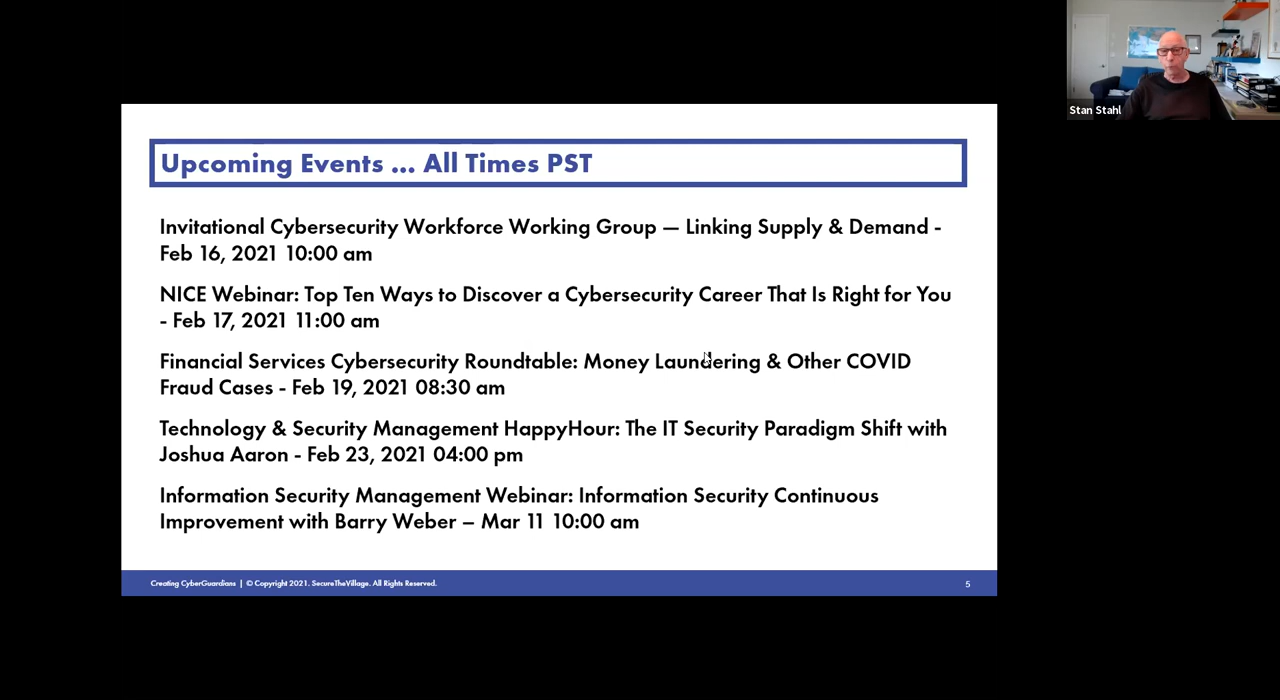 Stan Stahl
Upcoming Events ... All Times PST
Invitational Cybersecurity Workforce Working Group — Linking Supply & Demand -
Feb 16, 2021 10:00 am
NICE Webinar: Top Ten Ways to Discover a Cybersecurity Career That Is Right for You
- Feb 17, 2021 11:00 am
Financial Services Cybersecurity Roundtable: Money Laundering & Other COVID
Fraud Cases - Feb 19, 2021 08:30 am
Technology & Security Management HappyHour: The IT Security Paradigm Shift with
Joshua Aaron - Feb 23, 2021 04:00 pm
Information Security Management Webinar: Information Security Continuous
Improvement with Barry Weber – Mar 11 10:00 am
Creating CyberGuardians | © Copyright 2021. SecureTheVillage. All Rights Reserved.
5